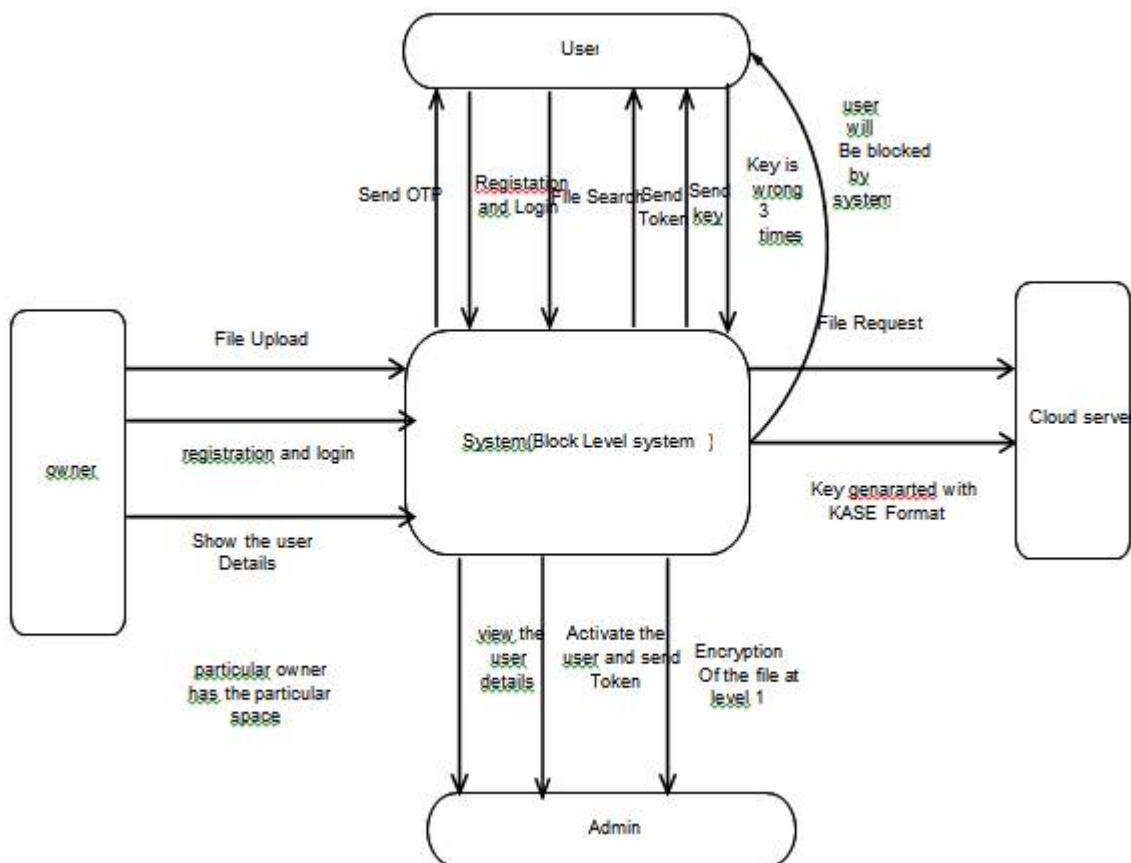 User
user
will
Be blocked
by
system
Send OTP
Registation
and Login
File Search
Send
Token
Send
key
Key is
wrong
3
times
File Upload
registration and login
owner
Show the user
Details
System(Block Level system )
File Request
Cloud server
Key genararted with
KASE Format
particular owner
has the particular
space
view the
user
details
Activate the
user and send
Token
Encryption
Of the file at
level 1
Admin